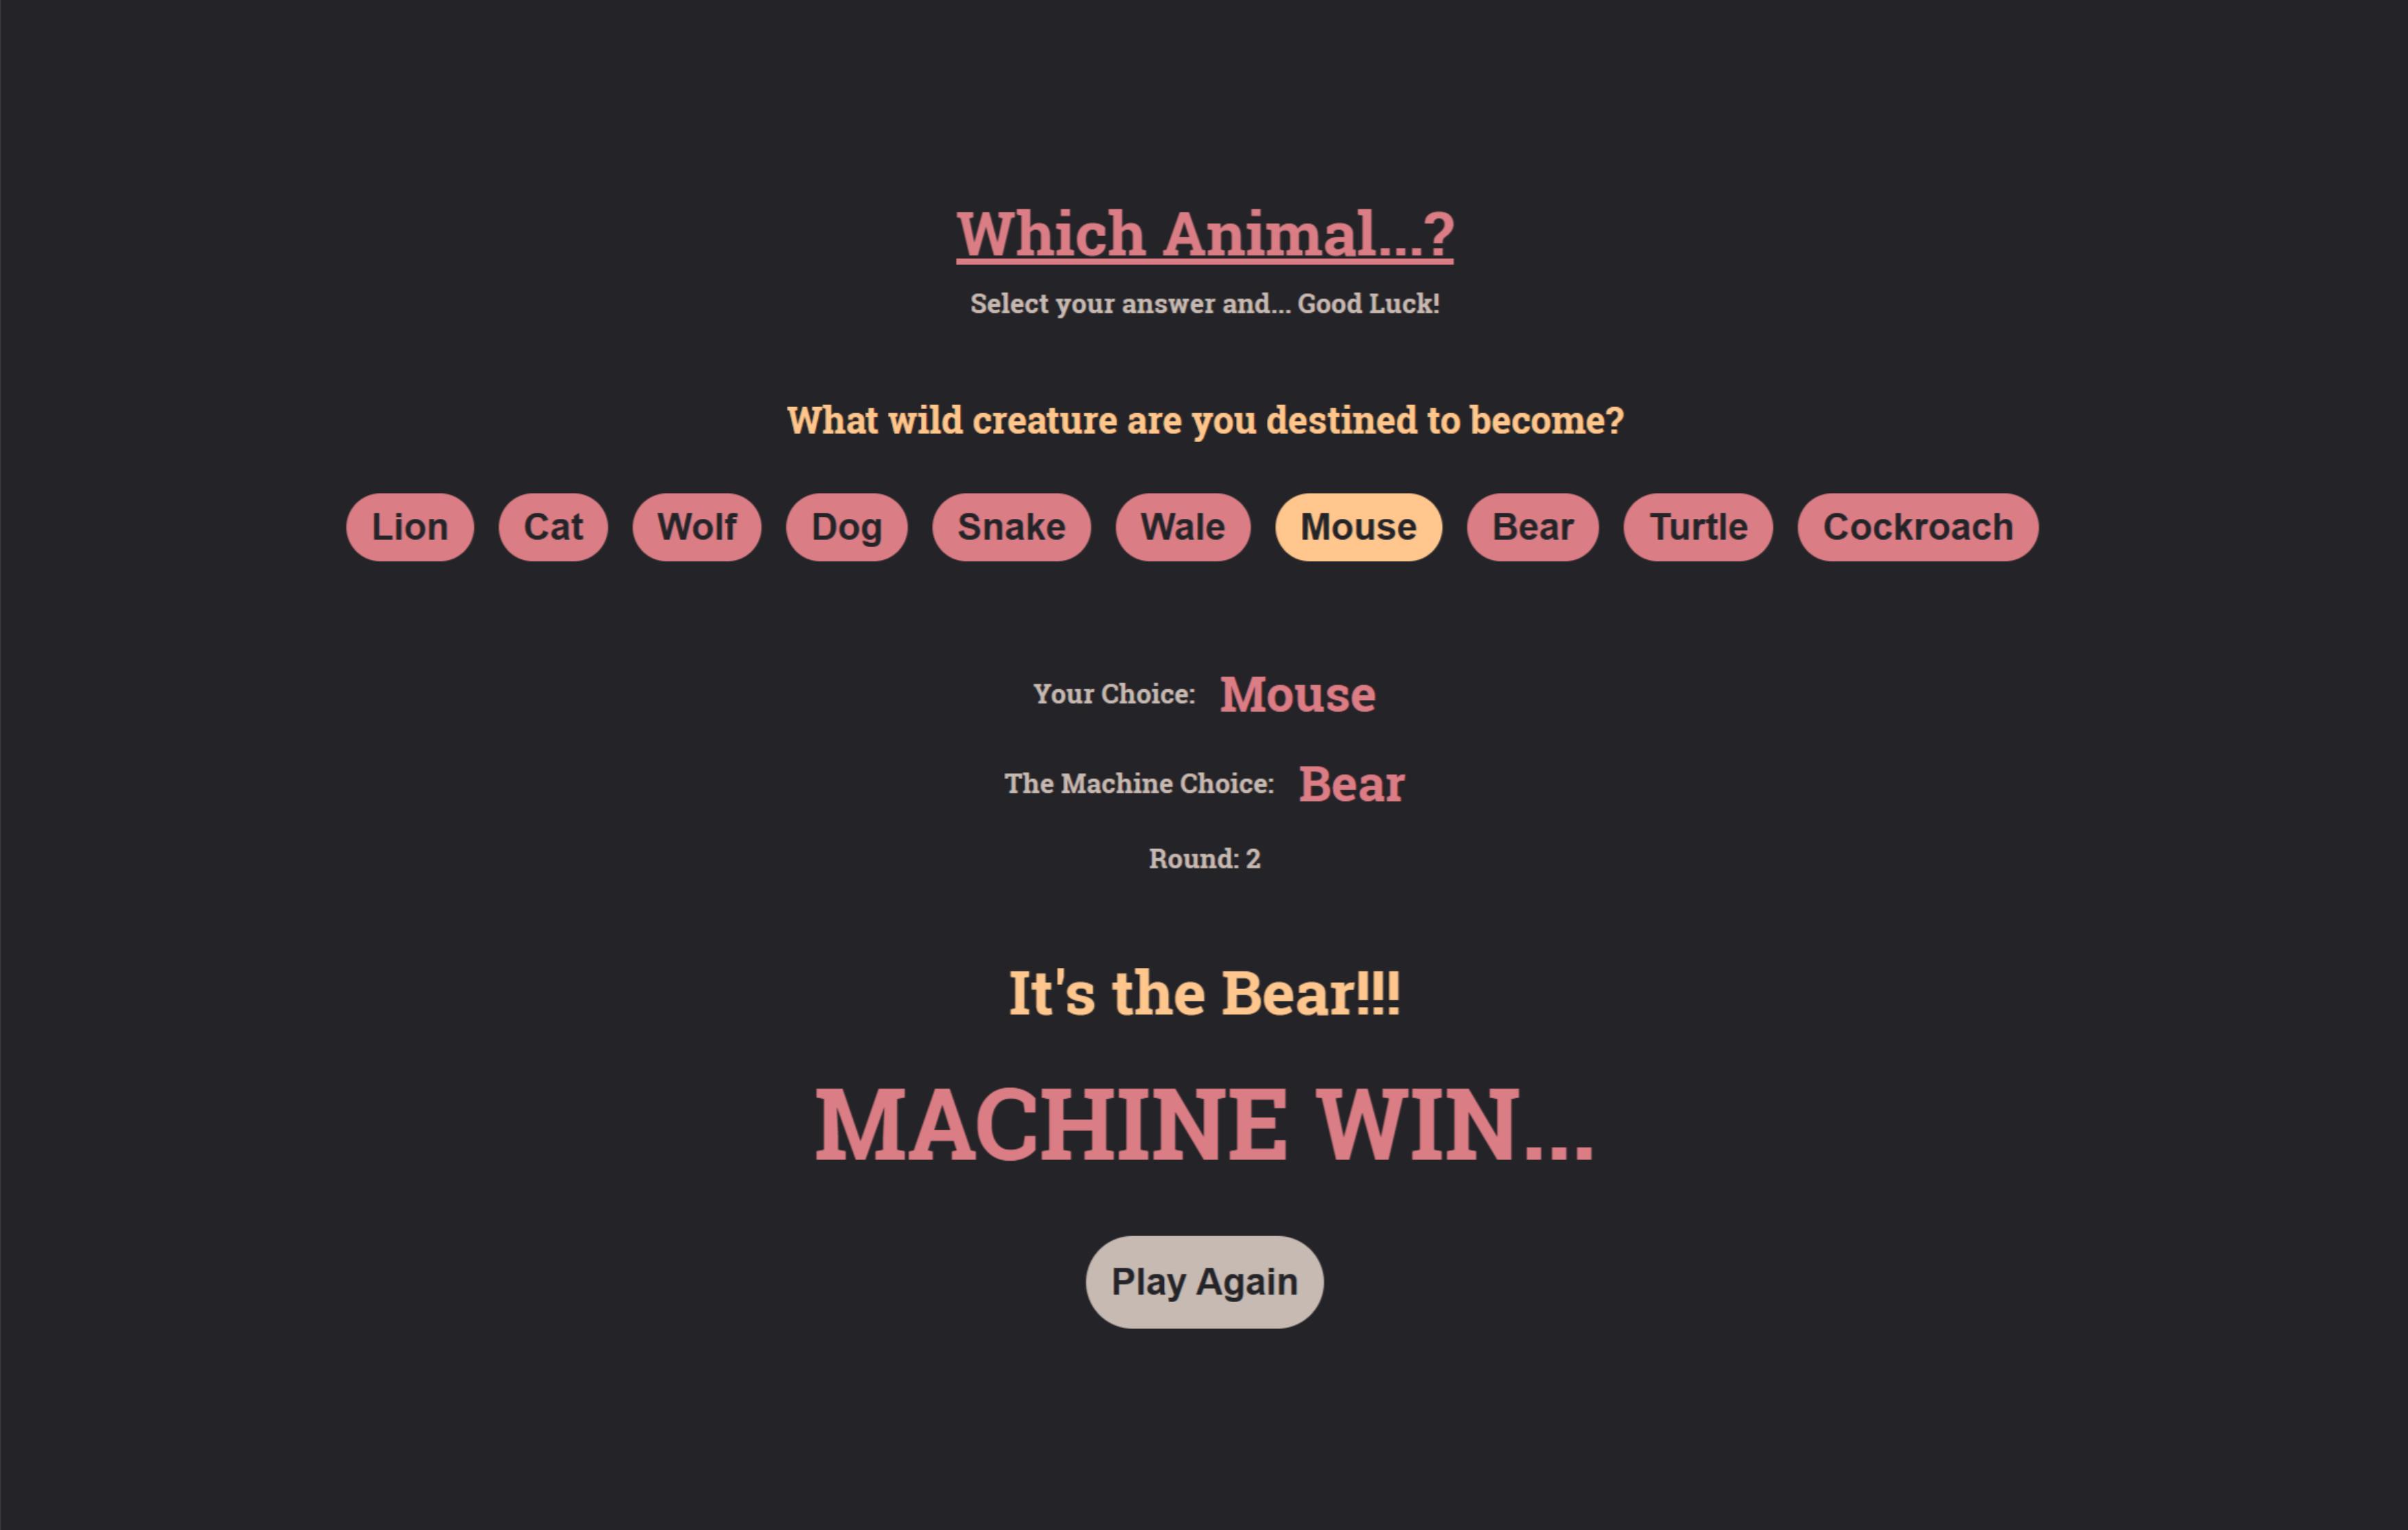 Which Animal...?
Select your answer and... Good Luck!
What wild creature are you destined to become?
Lion Cat Wolf Dog Snake Wale Mouse Bear Turtle Cockroach
Your Choice: Mouse
The Machine Choice: Bear
Round: 2
It's the Bear!!!
MACHINE WIN...
Play Again